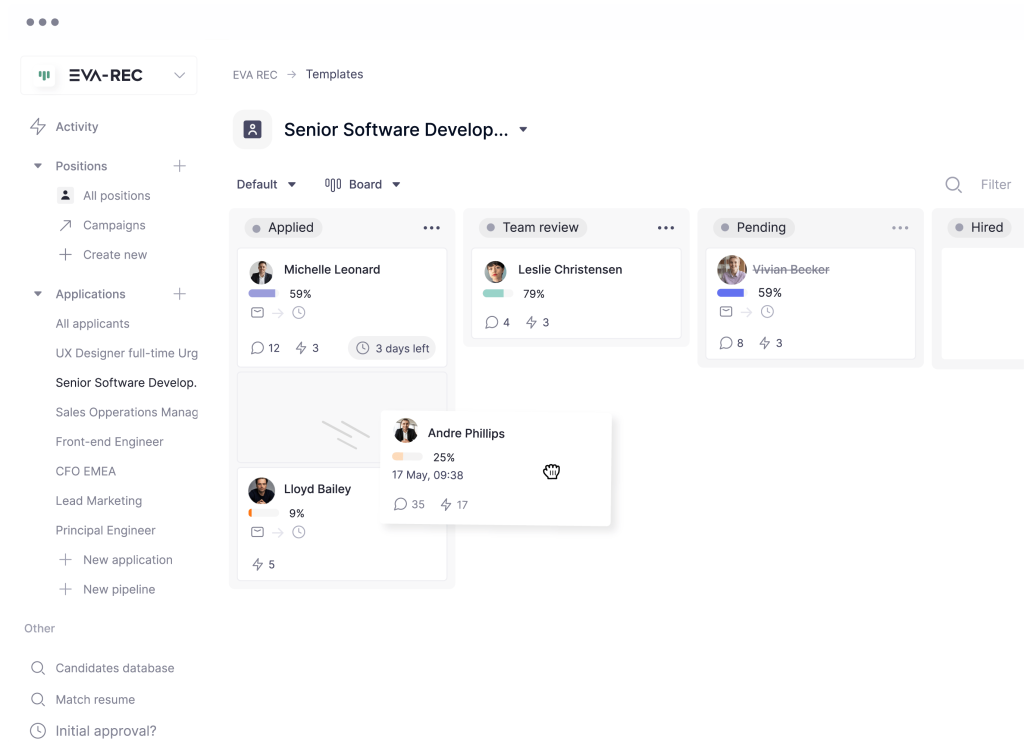 EVA-REC
EVA REC → Templates
Activity
Senior Software Develop...
Positions
All positions
Campaigns
Create new
Default
Board
Filter
Applications
All applicants
UX Designer full-time Urg
Senior Software Develop.
Sales Opperations Manag
Front-end Engineer
CFO EMEA
Lead Marketing
Principal Engineer
New application
New pipeline
Other
Candidates database
Match resume
Initial approval?
Applied
Michelle Leonard
59%
12 3 3 days left
Andre Phillips
25%
17 May, 09:38
35 17
Lloyd Bailey
9%
5
Team review
Leslie Christensen
79%
4 3
Pending
Vivian Becker
59%
8 3
Hired